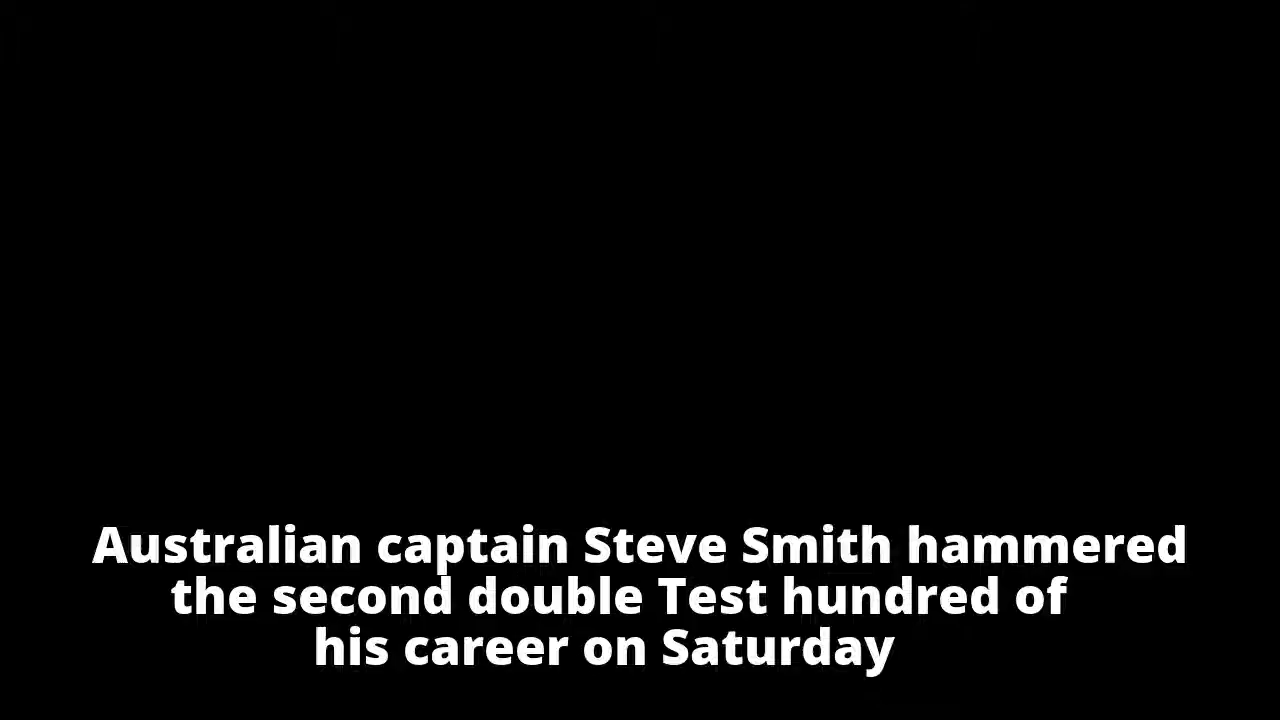 Australian captain Steve Smith hammered
the second double Test hundred of
his career on Saturday